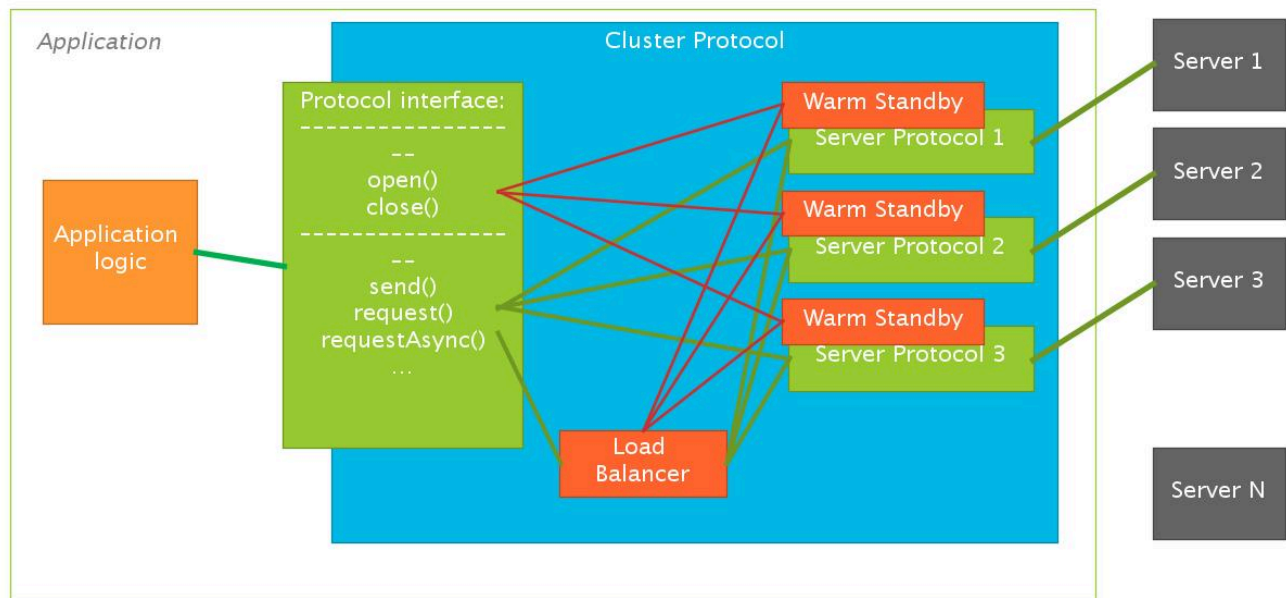 Application
Cluster Protocol
Server 1
Protocol interface:
----------------
--
open()
close()
----------------
--
send()
request()
requestAsync()
...
Warm Standby
Server Protocol 1
Server 2
Application
logic
Warm Standby
Server Protocol 2
Server 3
Warm Standby
Server Protocol 3
Load
Balancer
Server N